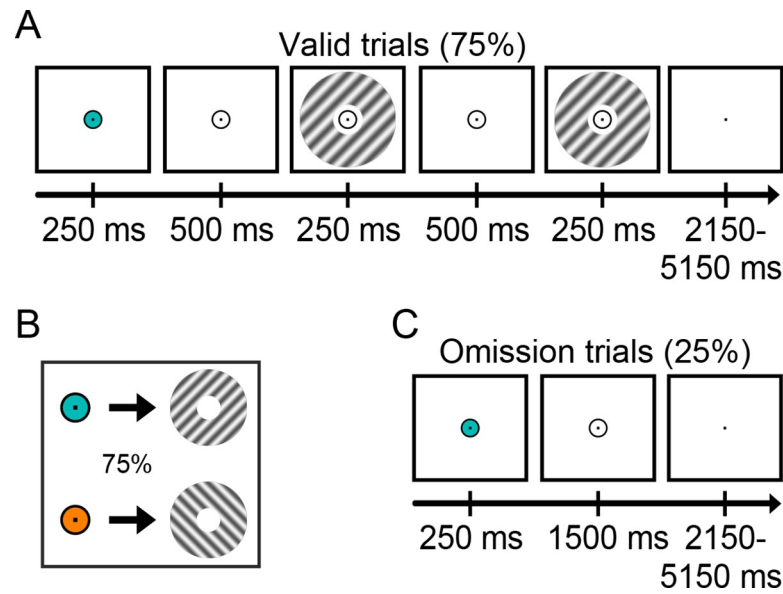 A
Valid trials (75%)
250 ms 500 ms 250 ms 500 ms 250 ms 2150-
5150 ms
B
75%
C
Omission trials (25%)
250 ms 1500 ms 2150-
5150 ms